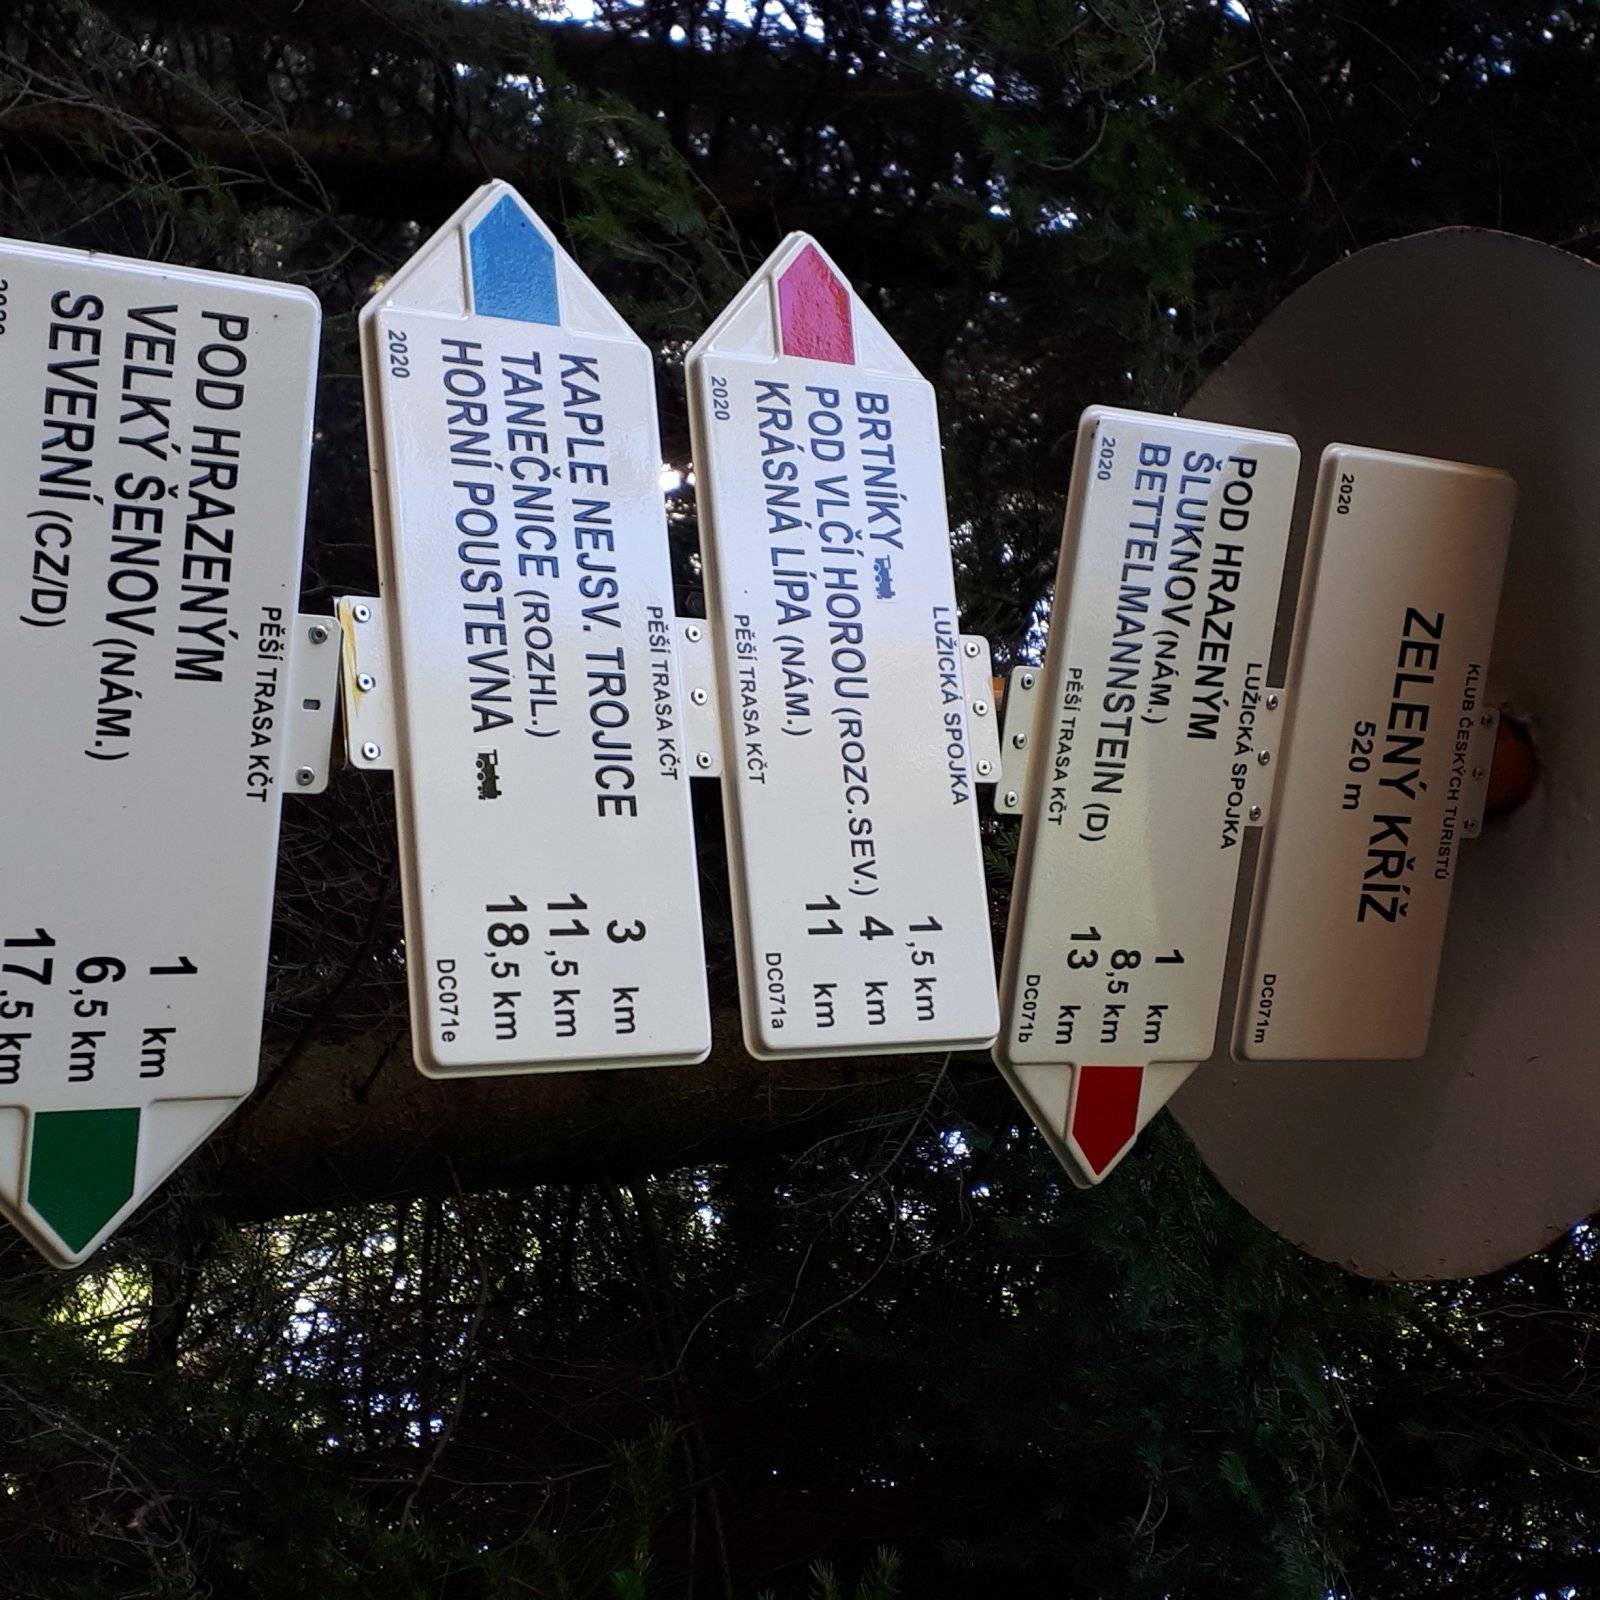 KLUB ČESKÝCH TURISTŮ
ZELENÝ KŘÍŽ
520 m
2020 DC071m
LUŽICKÁ SPOJKA
POD HRAZENÝM 1 km
ŠLUKNOV (NÁM.) 8,5 km
BETTELMANNSTEIN (D) 13 km
2020 PĚŠÍ TRASA KČT DC071b
LUŽICKÁ SPOJKA
BRTNÍKY 1,5 km
POD VLČÍ HOROU (ROZC.SEV.) 4 km
KRÁSNÁ LÍPA (NÁM.) 11 km
2020 PĚŠÍ TRASA KČT DC071a
PĚŠÍ TRASA KČT
KAPLE NEJSV. TROJICE 3 km
TANEČNICE (ROZHL.) 11,5 km
HORNÍ POUSTEVNA 18,5 km
2020 DC071e
PĚŠÍ TRASA KČT
POD HRAZENÝM 1 km
VELKÝ ŠENOV (NÁM.) 6,5 km
SEVERNÍ (CZ/D) 17,5 km